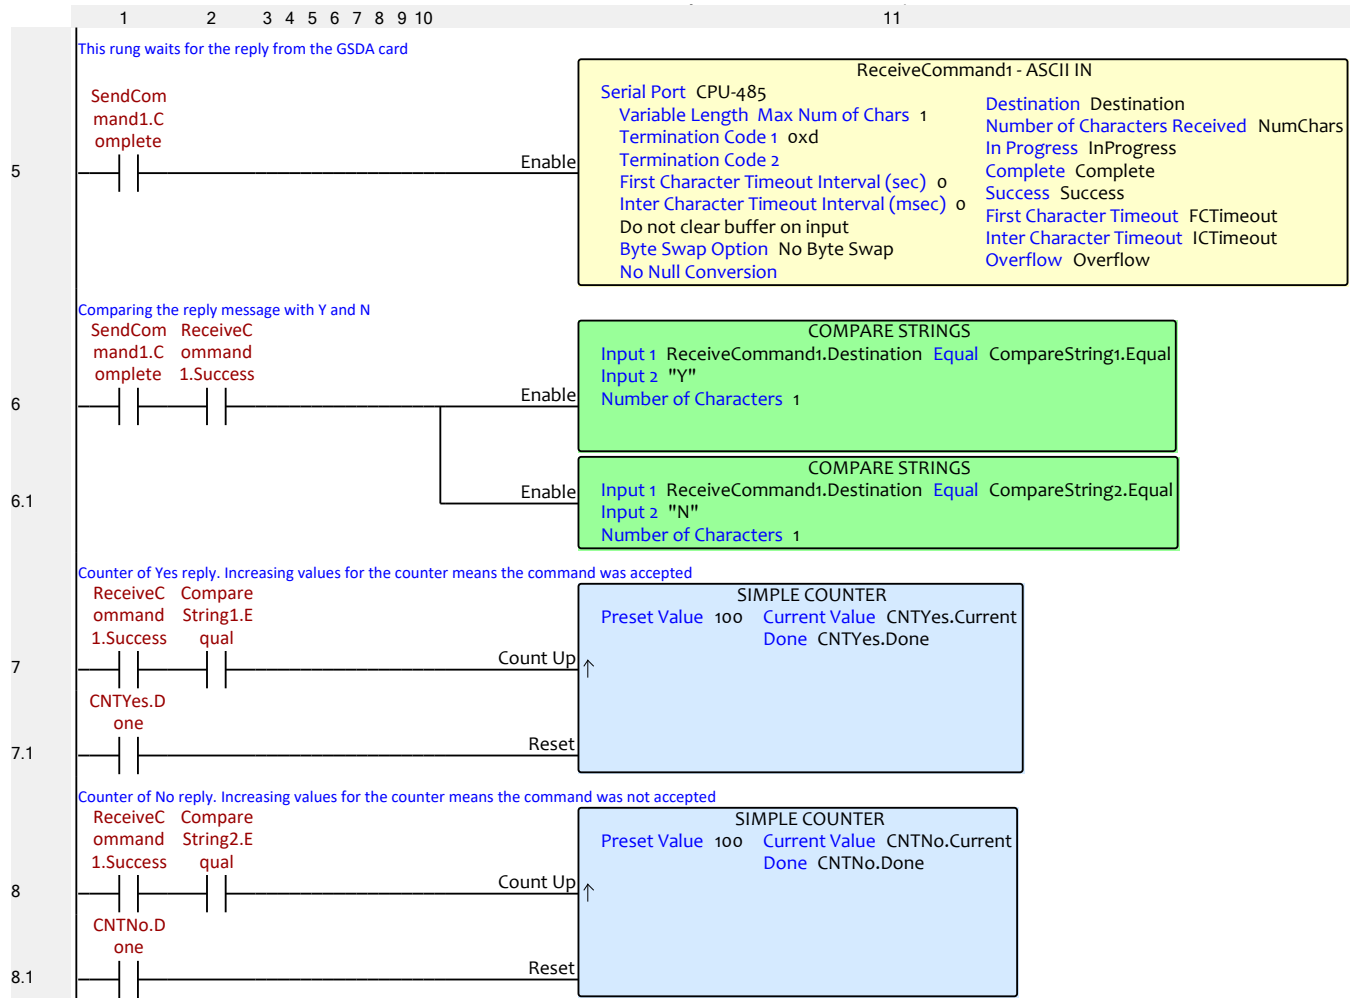 1 2 3 4 5 6 7 8 9 10 11
This rung waits for the reply from the GSDA card
SendCom
mand1.C
omplete
5
Enable
ReceiveCommand1 - ASCII IN
Serial Port CPU-485
Variable Length Max Num of Chars 1
Termination Code 1 0xd
Termination Code 2
First Character Timeout Interval (sec) 0
Inter Character Timeout Interval (msec) 0
Do not clear buffer on input
Byte Swap Option No Byte Swap
No Null Conversion
Destination Destination
Number of Characters Received NumChars
In Progress InProgress
Complete Complete
Success Success
First Character Timeout FCTimeout
Inter Character Timeout ICTimeout
Overflow Overflow
Comparing the reply message with Y and N
SendCom
mand1.C
omplete
ReceiveC
ommand
1.Success
6
Enable
COMPARE STRINGS
Input 1 ReceiveCommand1.Destination Equal CompareString1.Equal
Input 2 "Y"
Number of Characters 1
6.1
Enable
COMPARE STRINGS
Input 1 ReceiveCommand1.Destination Equal CompareString2.Equal
Input 2 "N"
Number of Characters 1
Counter of Yes reply. Increasing values for the counter means the command was accepted
ReceiveC
ommand
1.Success
Compare
String1.E
qual
7
Count Up
SIMPLE COUNTER
Preset Value 100 Current Value CNTYes.Current
Done CNTYes.Done
CNTYes.D
one
7.1
Reset
Counter of No reply. Increasing values for the counter means the command was not accepted
ReceiveC
ommand
1.Success
Compare
String2.E
qual
8
Count Up
SIMPLE COUNTER
Preset Value 100 Current Value CNTNo.Current
Done CNTNo.Done
CNTNo.D
one
8.1
Reset